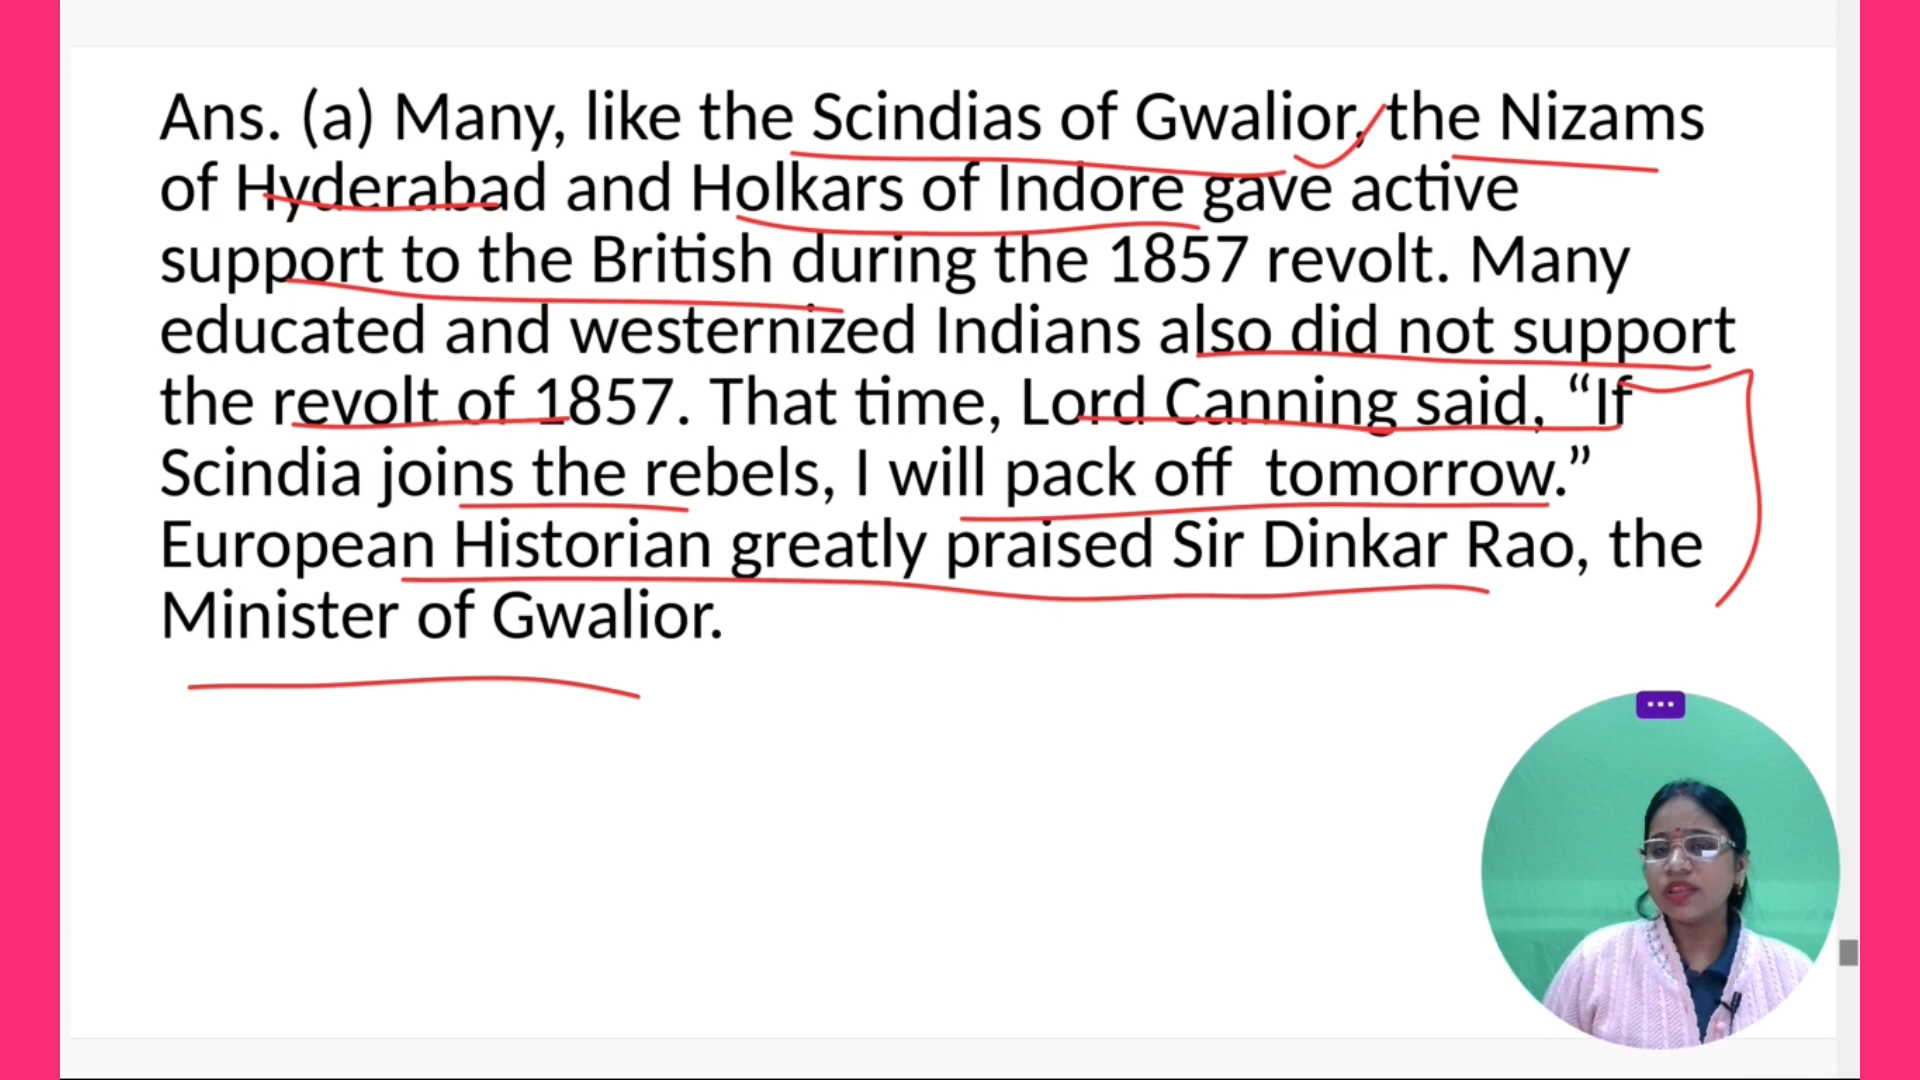 Ans. (a) Many, like the Scindias of Gwalior, the Nizams
of Hyderabad and Holkars of Indore gave active
support to the British during the 1857 revolt. Many
educated and westernized Indians also did not support
the revolt of 1857. That time, Lord Canning said, “If
Scindia joins the rebels, I will pack off  tomorrow.”
European Historian greatly praised Sir Dinkar Rao, the
Minister of Gwalior.